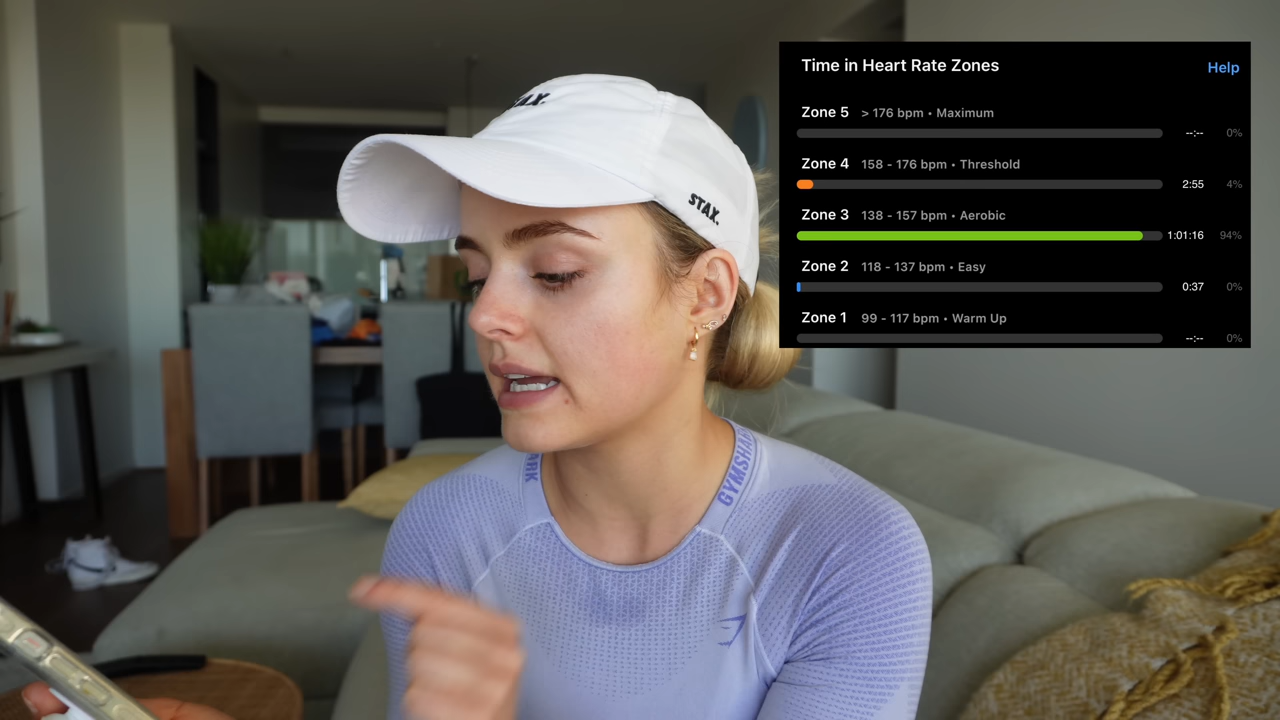 Time in Heart Rate Zones
Help
Zone 5 > 176 bpm • Maximum
--:-- 0%
Zone 4 158 - 176 bpm • Threshold
2:55 4%
Zone 3 138 - 157 bpm • Aerobic
1:01:16 94%
Zone 2 118 - 137 bpm • Easy
0:37 0%
Zone 1 99 - 117 bpm • Warm Up
--:-- 0%
STAX.